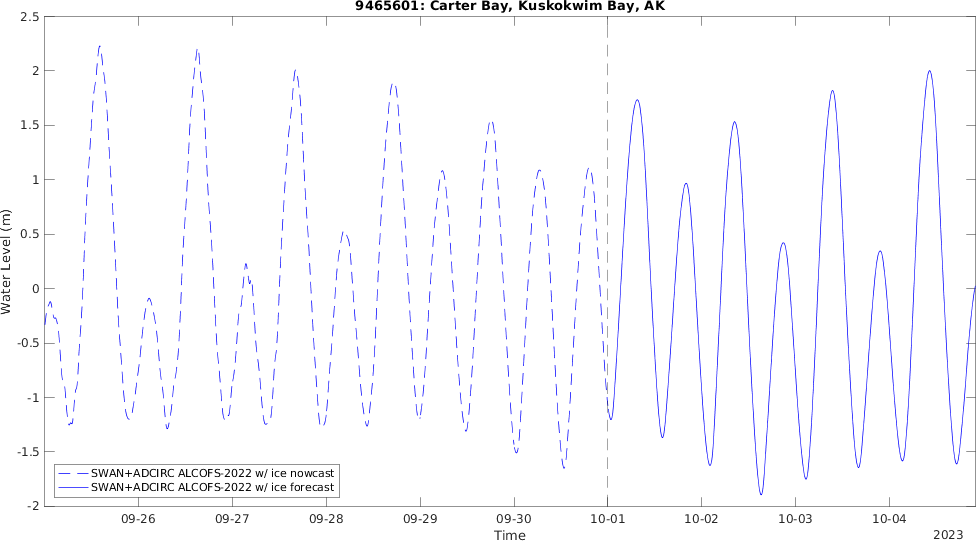 9465601: Carter Bay, Kuskokwim Bay, AK
2.5
2
1.5
1
0.5
0
-0.5
-1
-1.5
-2
Water Level (m)
SWAN+ADCIRC ALCOFS-2022 w/ ice nowcast
SWAN+ADCIRC ALCOFS-2022 w/ ice forecast
09-26 09-27 09-28 09-29 09-30 10-01 10-02 10-03 10-04
Time
2023